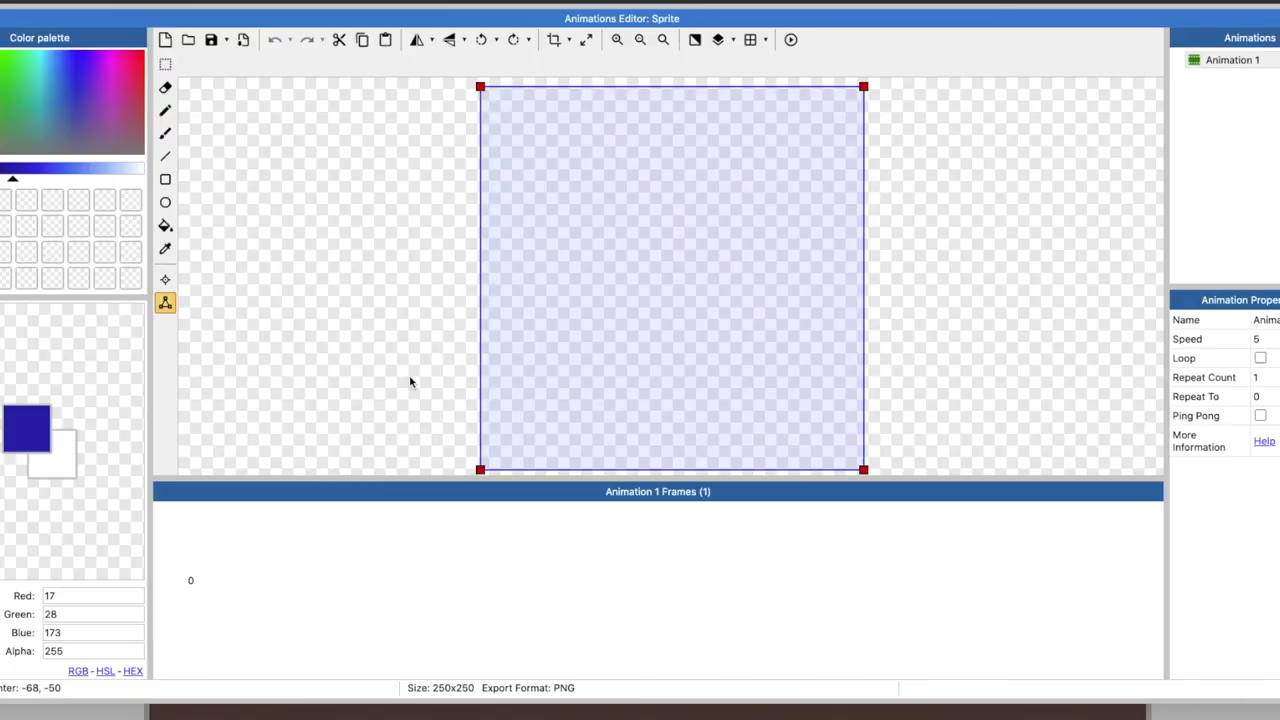 Animations Editor: Sprite
Color palette
Animations
Animation 1
Animation Proper
Name Anima
Speed 5
Loop
Repeat Count 1
Repeat To 0
Ping Pong
More
Information
Help
Animation 1 Frames (1)
0
Red: 17
Green: 28
Blue: 173
Alpha: 255
RGB - HSL - HEX
nter: -68, -50
Size: 250x250 Export Format: PNG